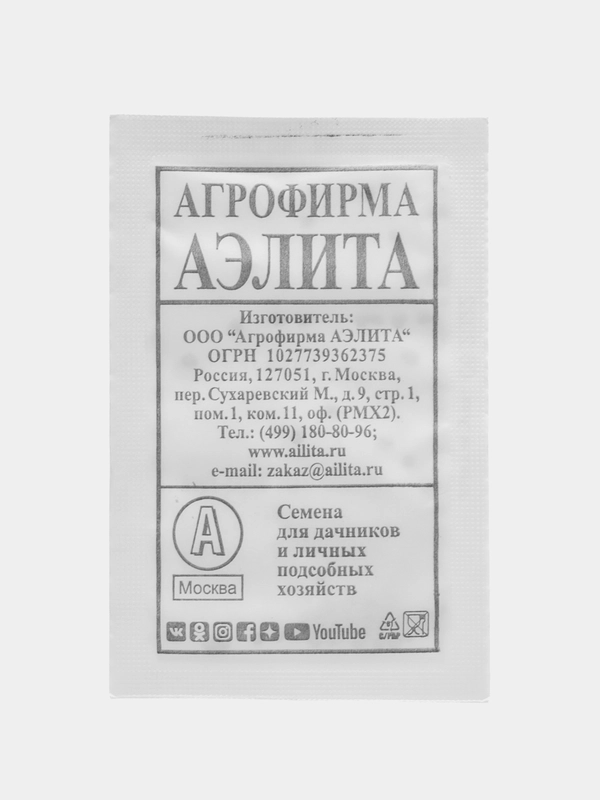 АГРОФИРМА
АЭЛИТА
Изготовитель:
ООО “Агрофирма АЭЛИТА“
ОГРН 1027739362375
Россия, 127051, г. Москва,
пер. Сухаревский М., д. 9, стр. 1,
пом. 1, ком. 11, оф. (РМХ2).
Тел.: (499) 180-80-96;
www.ailita.ru
e-mail: zakaz@ailita.ru
А
Москва
Семена
для дачников
и личных
подсобных
хозяйств
YouTube
C/PBP